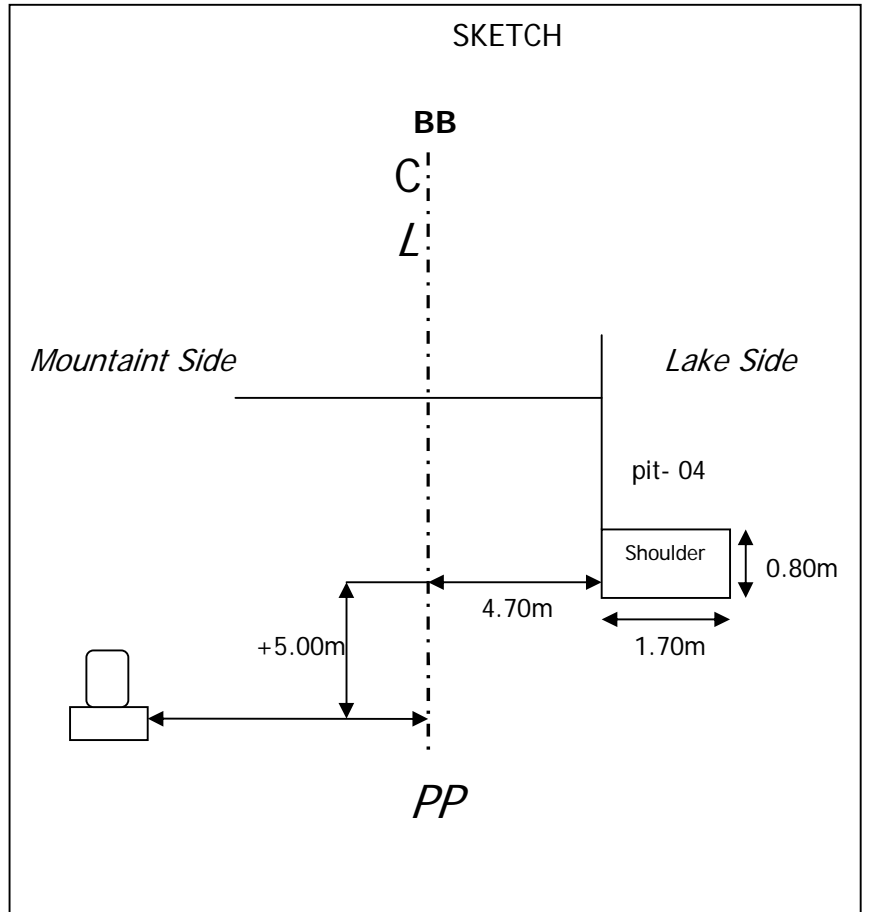 SKETCH
BB
C
L
Mountaint Side
Lake Side
pit- 04
Shoulder
0.80m
4.70m
1.70m
+5.00m
PP